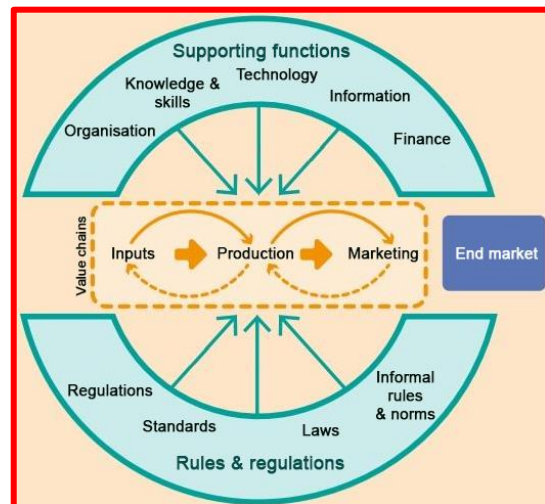 Supporting functions
Knowledge &
skills
Technology
Information
Organisation
Finance
Value chains
Inputs
Production
Marketing
End market
Regulations
Standards
Laws
Informal
rules
& norms
Rules & regulations